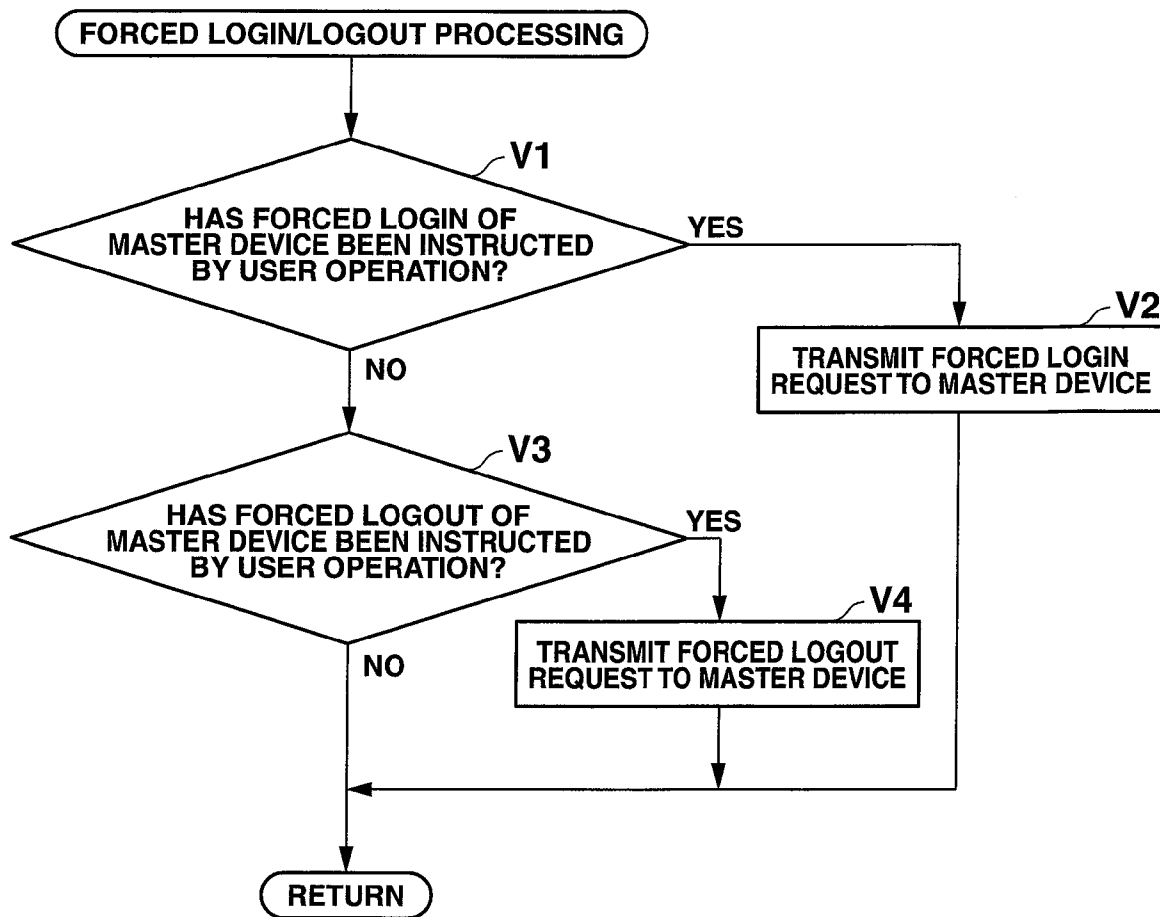 FORCED LOGIN/LOGOUT PROCESSING
V1
HAS FORCED LOGIN OF
MASTER DEVICE BEEN INSTRUCTED
BY USER OPERATION?
YES
V2
TRANSMIT FORCED LOGIN
REQUEST TO MASTER DEVICE
NO
V3
HAS FORCED LOGOUT OF
MASTER DEVICE BEEN INSTRUCTED
BY USER OPERATION?
YES
V4
TRANSMIT FORCED LOGOUT
REQUEST TO MASTER DEVICE
NO
RETURN